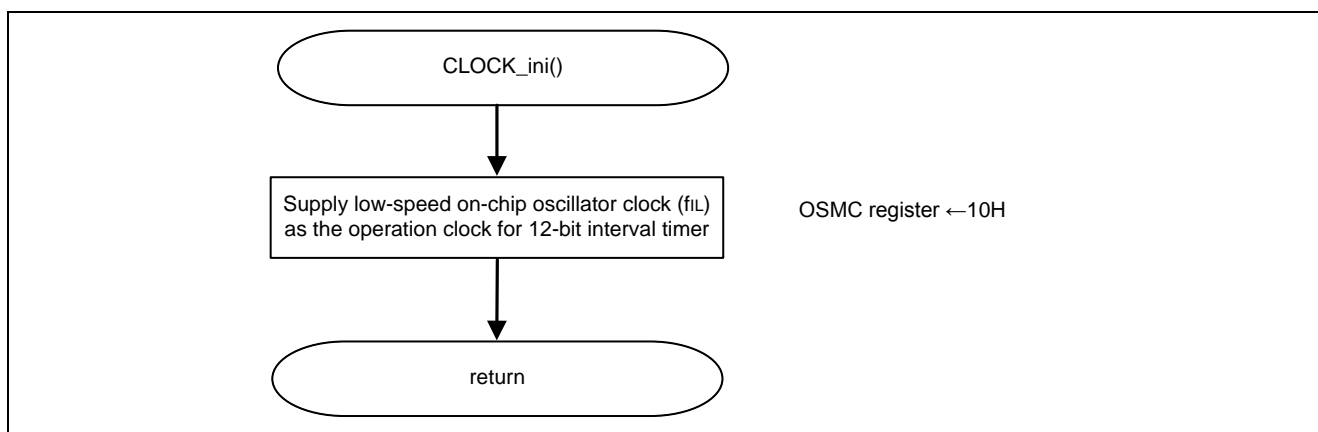 CLOCK_ini()
Supply low-speed on-chip oscillator clock (fIL)
as the operation clock for 12-bit interval timer
OSMC register ←10H
return